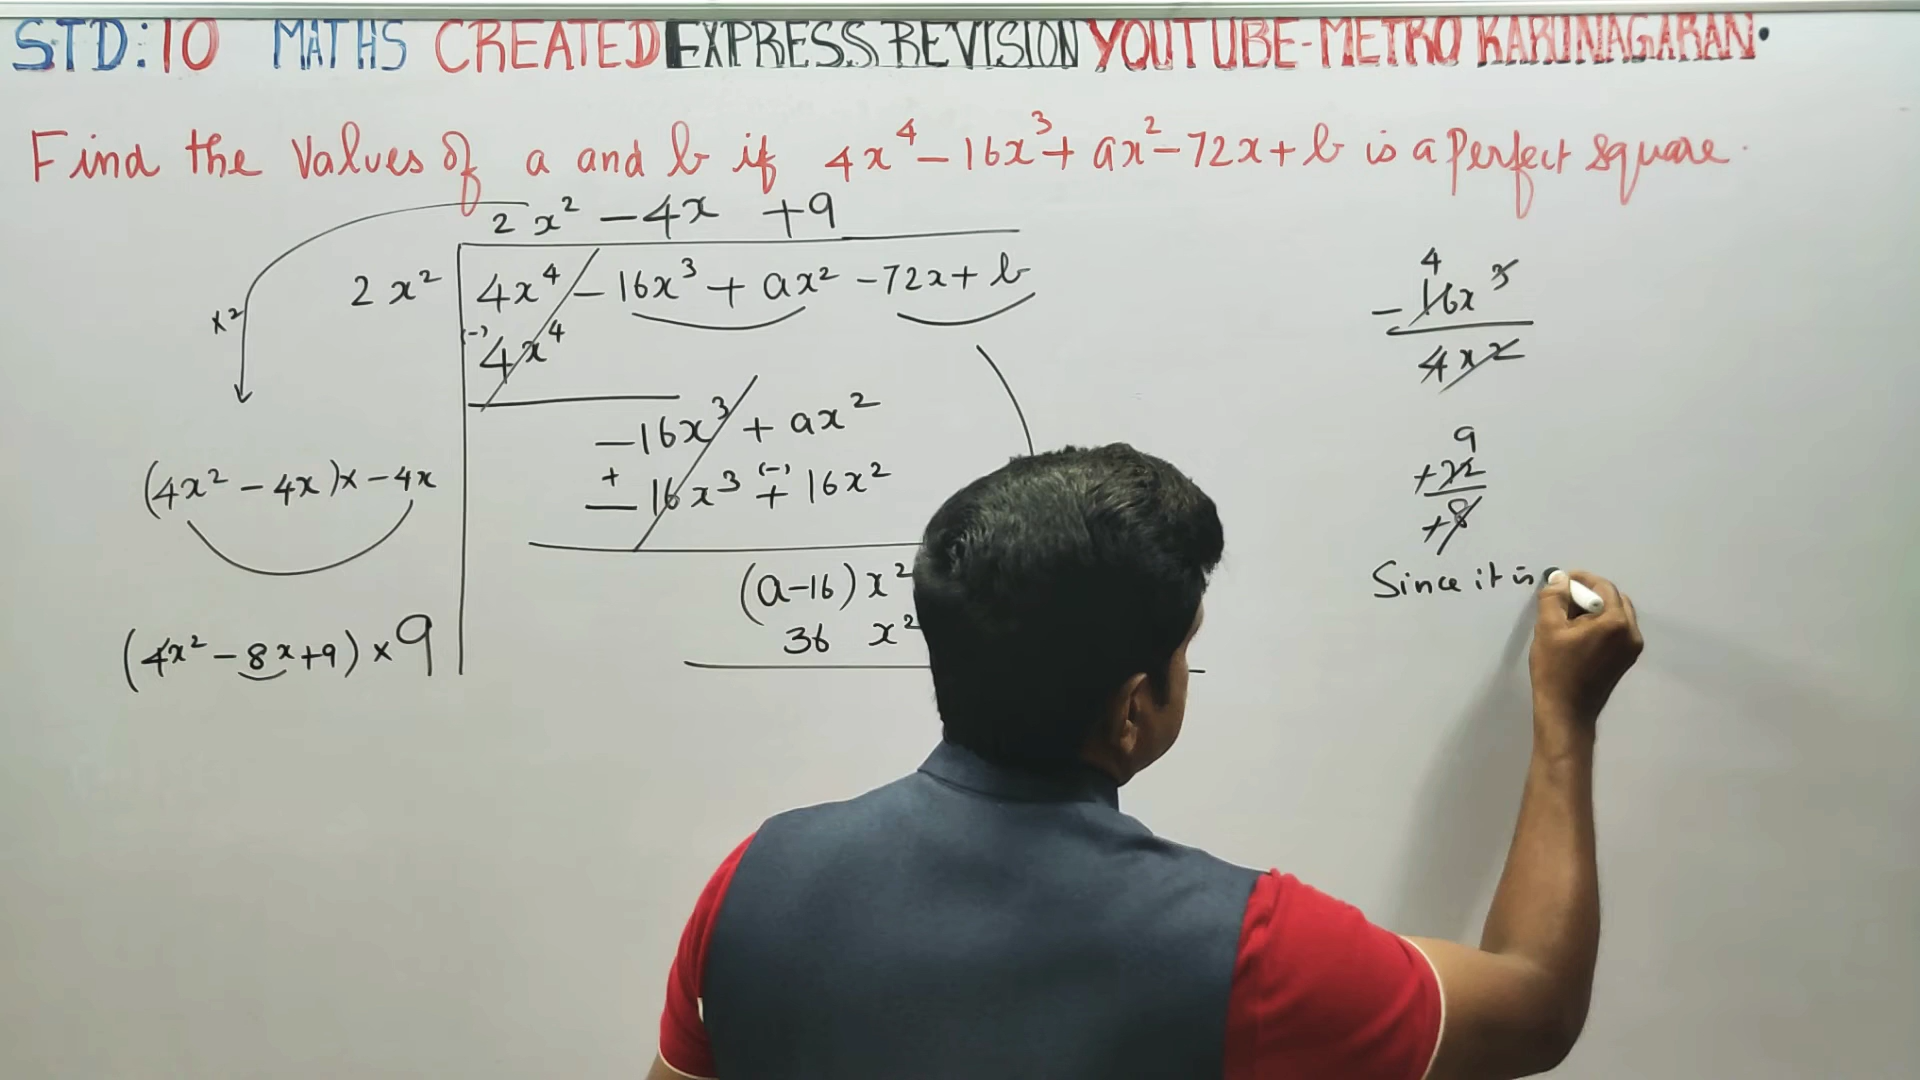 STD:10 MATHS CREATED EXPRESS REVISION YOUTUBE-METRO KARUNAGARAN.
Find the Values of a and b if 4x⁴ - 16x³ + ax² - 72x + b is a Perfect Square.
2x² - 4x + 9
2x² 4x⁴ - 16x³ + ax² - 72x + b
x2
(-) 4x⁴
-16x³ + ax²
(4x² - 4x) x - 4x
+ (-)
- 16x³ + 16x²
(a-16)x²
36 x²
(4x² - 8x + 9) x 9
4
- 16x³
4x²
9
+72
+8
Since it is